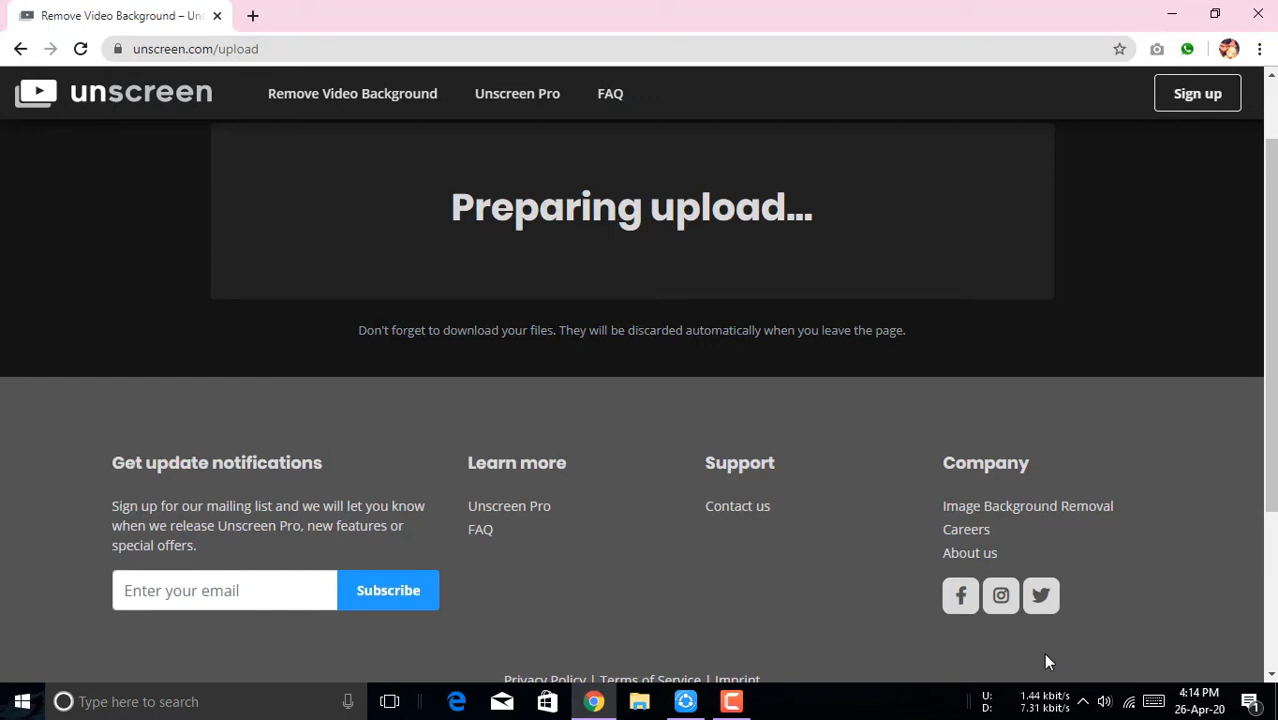 Remove Video Background – Uns
unscreen.com/upload
unscreen
Remove Video Background
Unscreen Pro
FAQ
Sign up
Preparing upload...
Don't forget to download your files. They will be discarded automatically when you leave the page.
Get update notifications
Sign up for our mailing list and we will let you know
when we release Unscreen Pro, new features or
special offers.
Enter your email
Subscribe
Learn more
Unscreen Pro
FAQ
Support
Contact us
Company
Image Background Removal
Careers
About us
Privacy Policy | Terms of Service | Imprint
Type here to search
U: 1.44 kbit/s
D: 7.31 kbit/s
4:14 PM
26-Apr-20
1